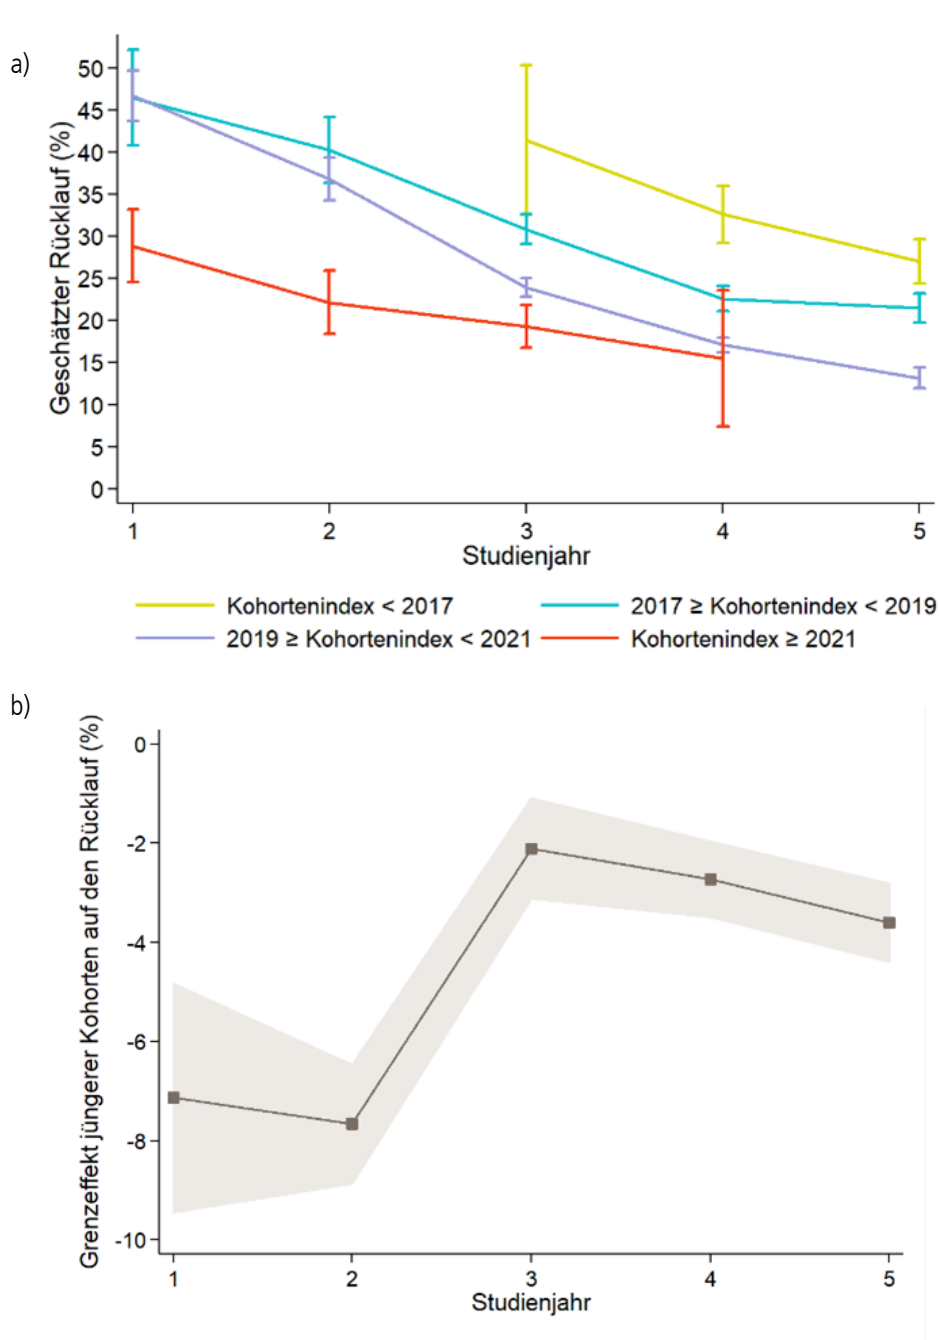 a)
Geschätzter Rücklauf (%)
50
45
40
35
30
25
20
15
10
5
0
1 2 3 4 5
Studienjahr
Kohortenindex < 2017
2017 ≥ Kohortenindex < 2019
2019 ≥ Kohortenindex < 2021
Kohortenindex ≥ 2021
b)
Grenzeffekt jüngerer Kohorten auf den Rücklauf (%)
0
-2
-4
-6
-8
-10
1 2 3 4 5
Studienjahr